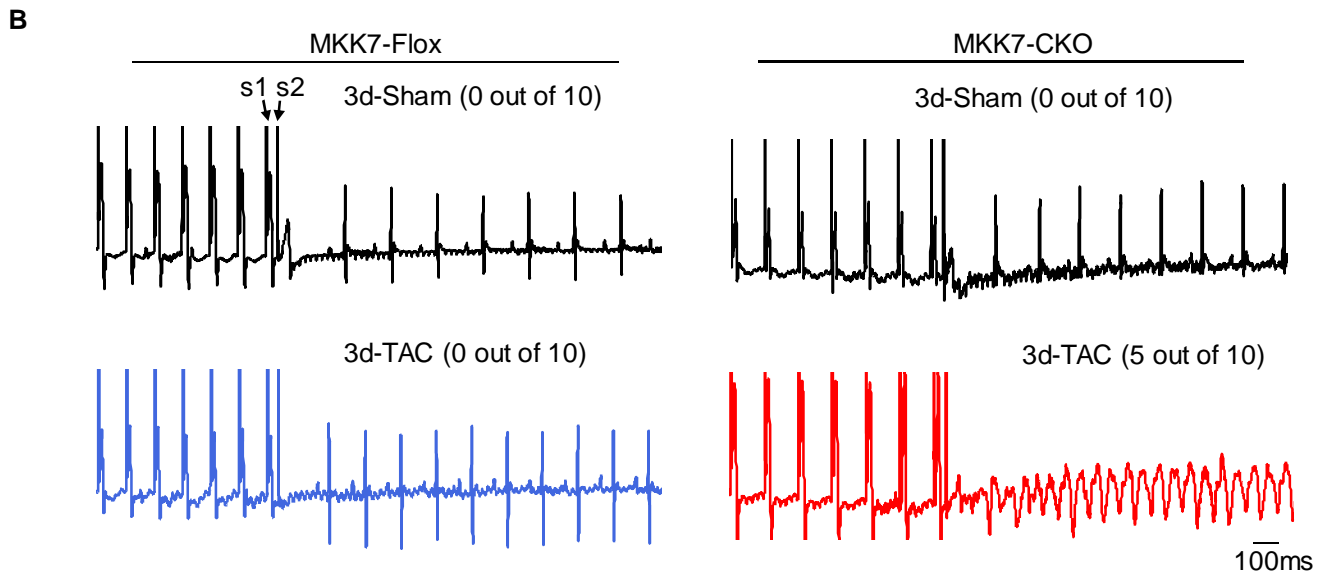 B
MKK7-Flox
MKK7-CKO
s1 s2
3d-Sham (0 out of 10)
3d-Sham (0 out of 10)
3d-TAC (0 out of 10)
3d-TAC (5 out of 10)
100ms